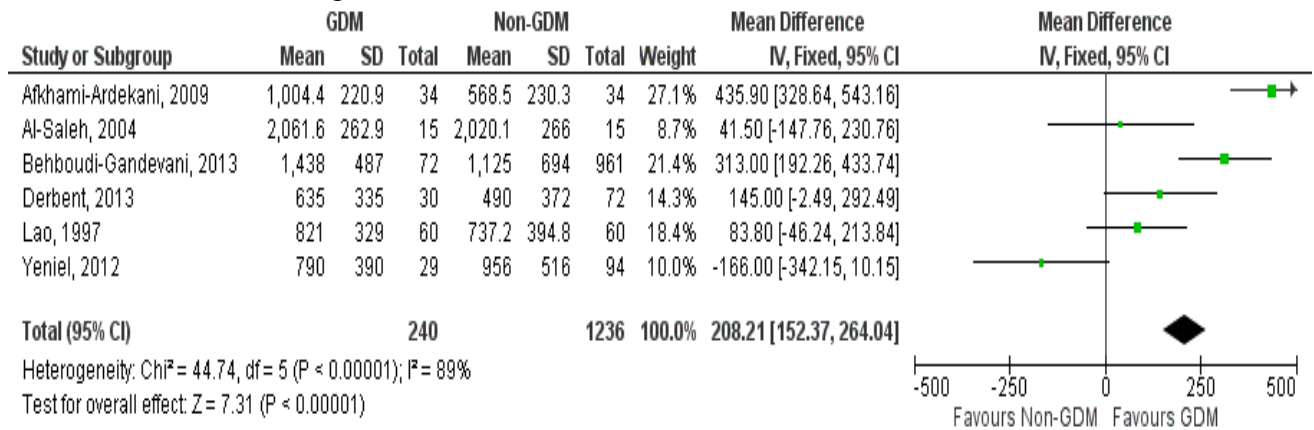 GDM Non-GDM Mean Difference Mean Difference
Study or Subgroup Mean SD Total Mean SD Total Weight IV, Fixed, 95% CI IV, Fixed, 95% CI
Afkhami-Ardekani, 2009 1,004.4 220.9 34 568.5 230.3 34 27.1% 435.90 [328.64, 543.16]
Al-Saleh, 2004 2,061.6 262.9 15 2,020.1 266 15 8.7% 41.50 [-147.76, 230.76]
Behboudi-Gandevani, 2013 1,438 487 72 1,125 694 961 21.4% 313.00 [192.26, 433.74]
Derbent, 2013 635 335 30 490 372 72 14.3% 145.00 [-2.49, 292.49]
Lao, 1997 821 329 60 737.2 394.8 60 18.4% 83.80 [-46.24, 213.84]
Yeniel, 2012 790 390 29 956 516 94 10.0% -166.00 [-342.15, 10.15]
Total (95% CI) 240 1236 100.0% 208.21 [152.37, 264.04]
Heterogeneity: Chi² = 44.74, df = 5 (P < 0.00001); I² = 89%
Test for overall effect: Z = 7.31 (P < 0.00001)
-500 -250 0 250 500
Favours Non-GDM Favours GDM